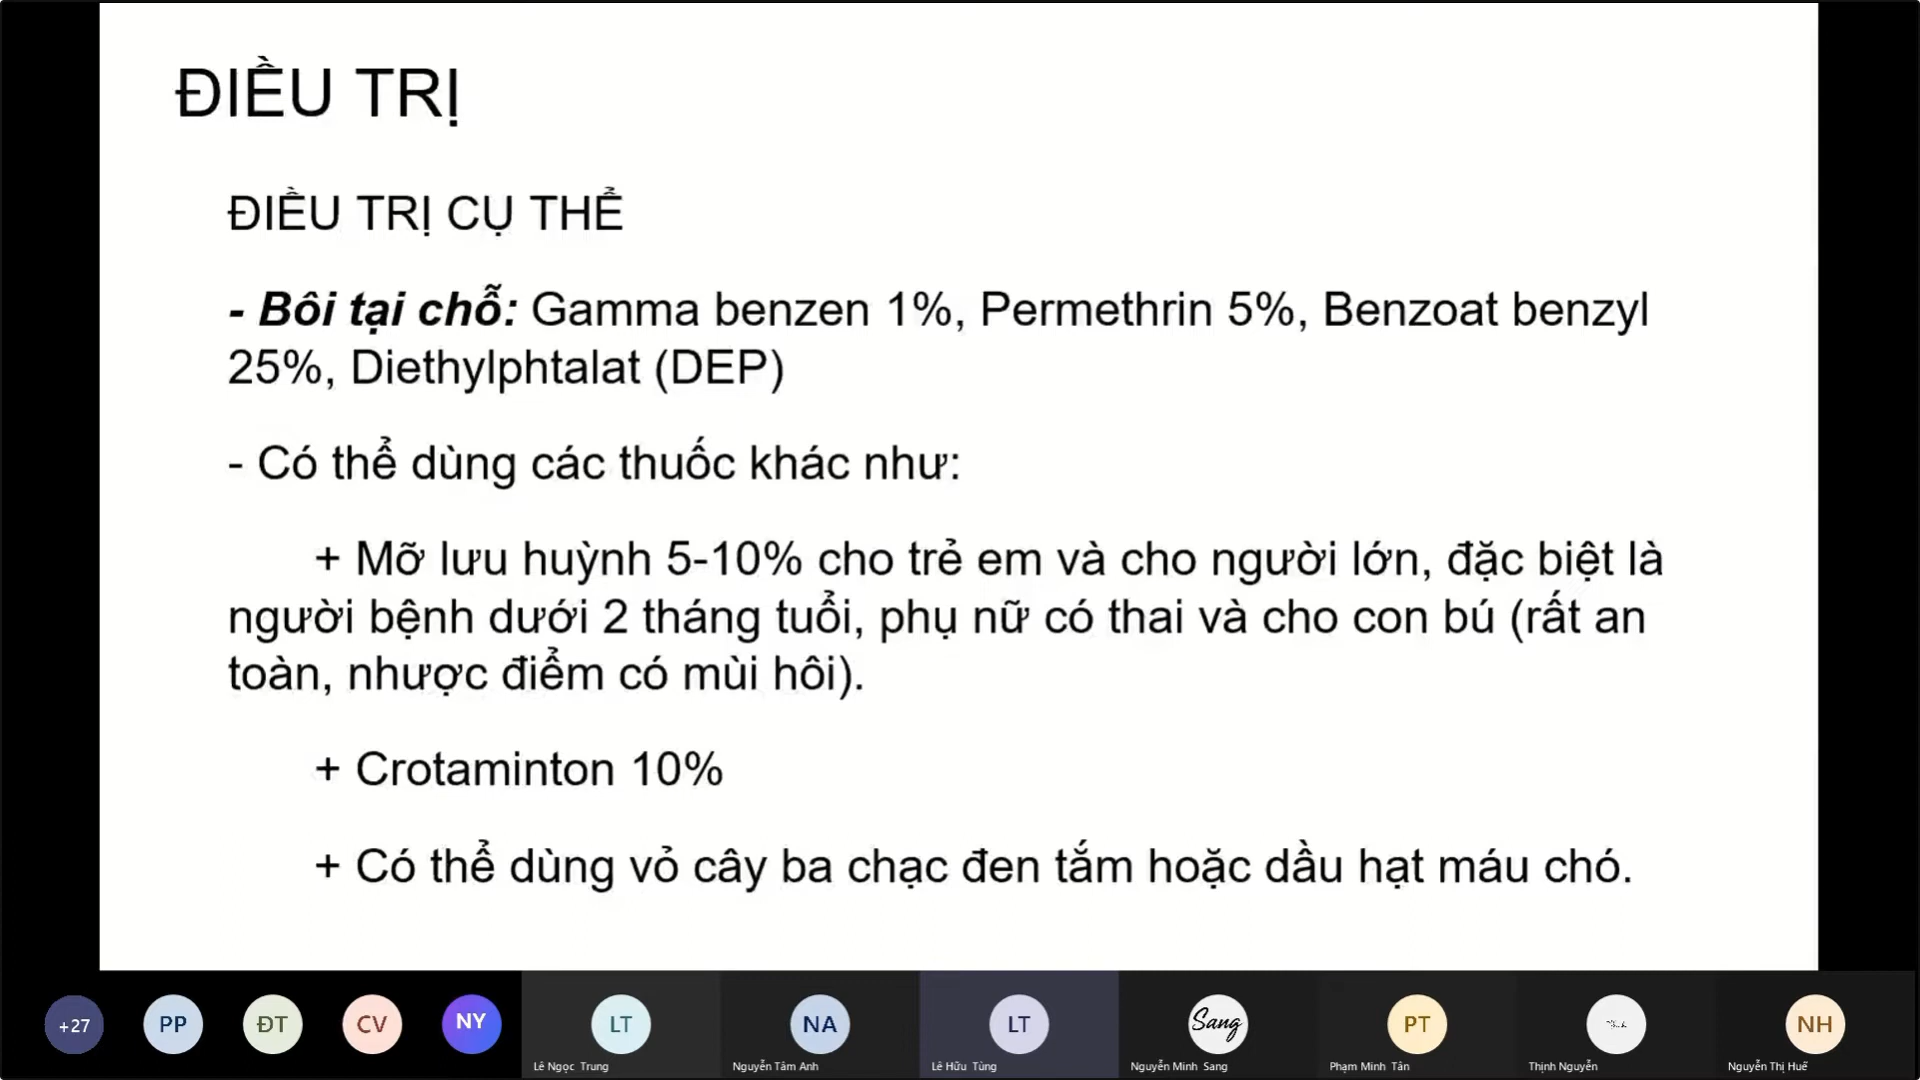 ĐIỀU TRỊ
ĐIỀU TRỊ CỤ THỂ
- Bôi tại chỗ: Gamma benzen 1%, Permethrin 5%, Benzoat benzyl
25%, Diethylphtalat (DEP)
- Có thể dùng các thuốc khác như:
+ Mỡ lưu huỳnh 5-10% cho trẻ em và cho người lớn, đặc biệt là
người bệnh dưới 2 tháng tuổi, phụ nữ có thai và cho con bú (rất an
toàn, nhược điểm có mùi hôi).
+ Crotaminton 10%
+ Có thể dùng vỏ cây ba chạc đen tắm hoặc dầu hạt máu chó.
+27 PP ĐT CV NY LT NA LT Sang PT NH
Lê Ngọc Trung Nguyễn Tâm Anh Lê Hữu Tùng Nguyễn Minh Sang Phạm Minh Tân Thịnh Nguyễn Nguyễn Thị Huế